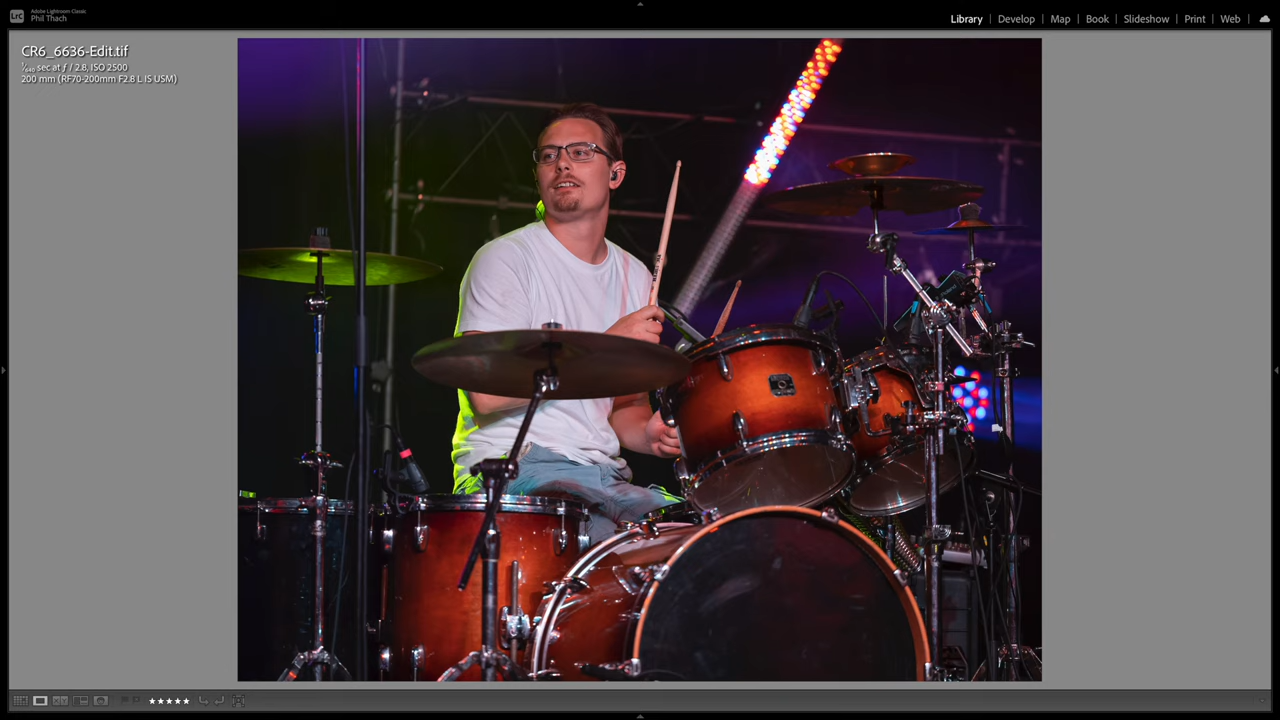 LrC
Adobe Lightroom Classic
Phil Thach
Library | Develop | Map | Book | Slideshow | Print | Web
CR6_6636-Edit.tif
1/640 sec at ƒ / 2.8, ISO 2500
200 mm (RF70-200mm F2.8 L IS USM)